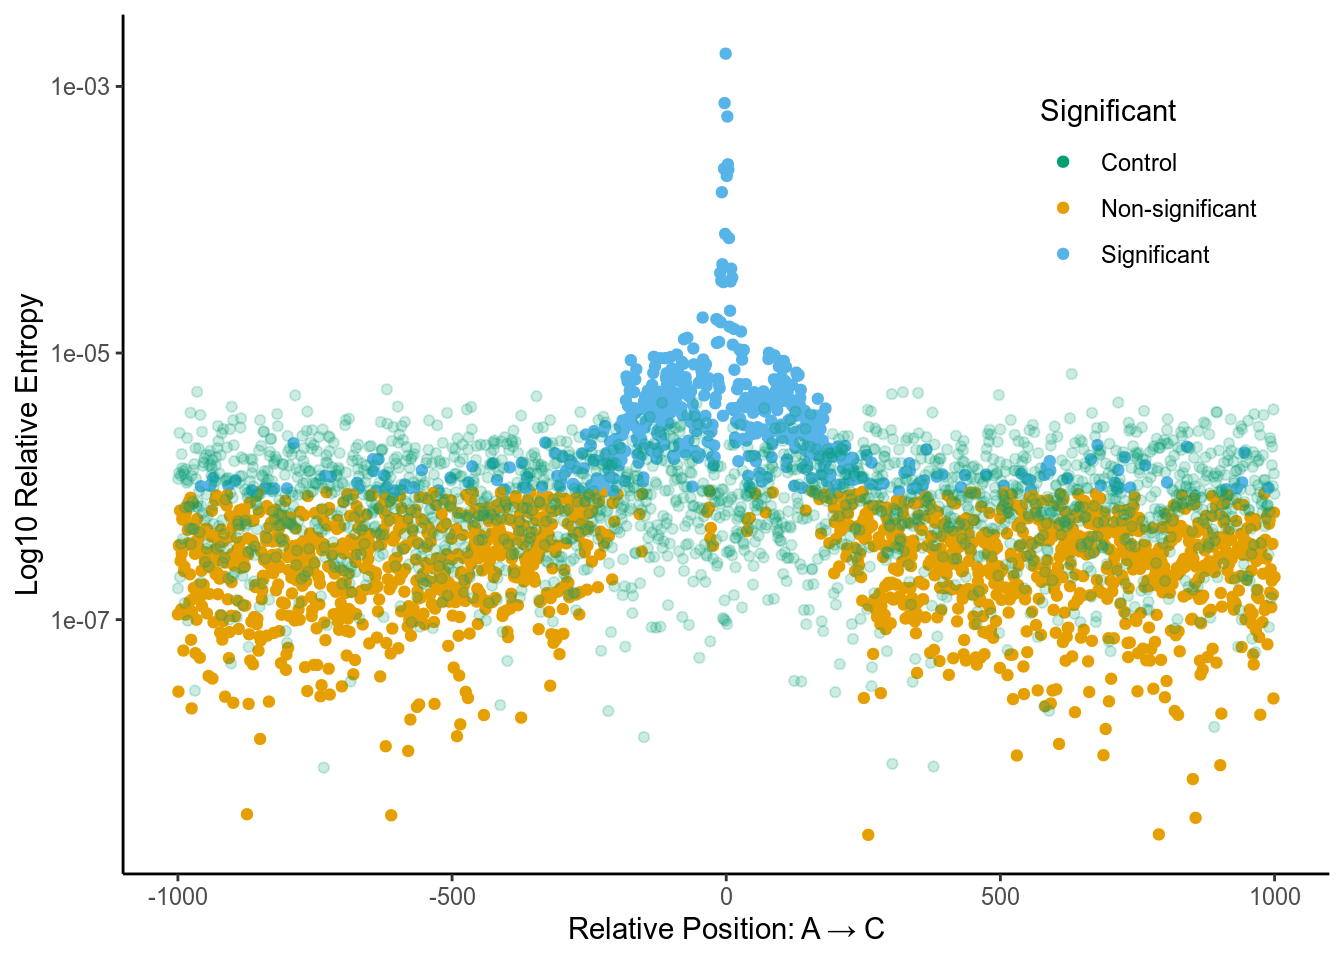 Significant
Control
Non-significant
Significant
Log10 Relative Entropy
1e-03
1e-05
1e-07
-1000
-500
0
500
1000
Relative Position: A → C